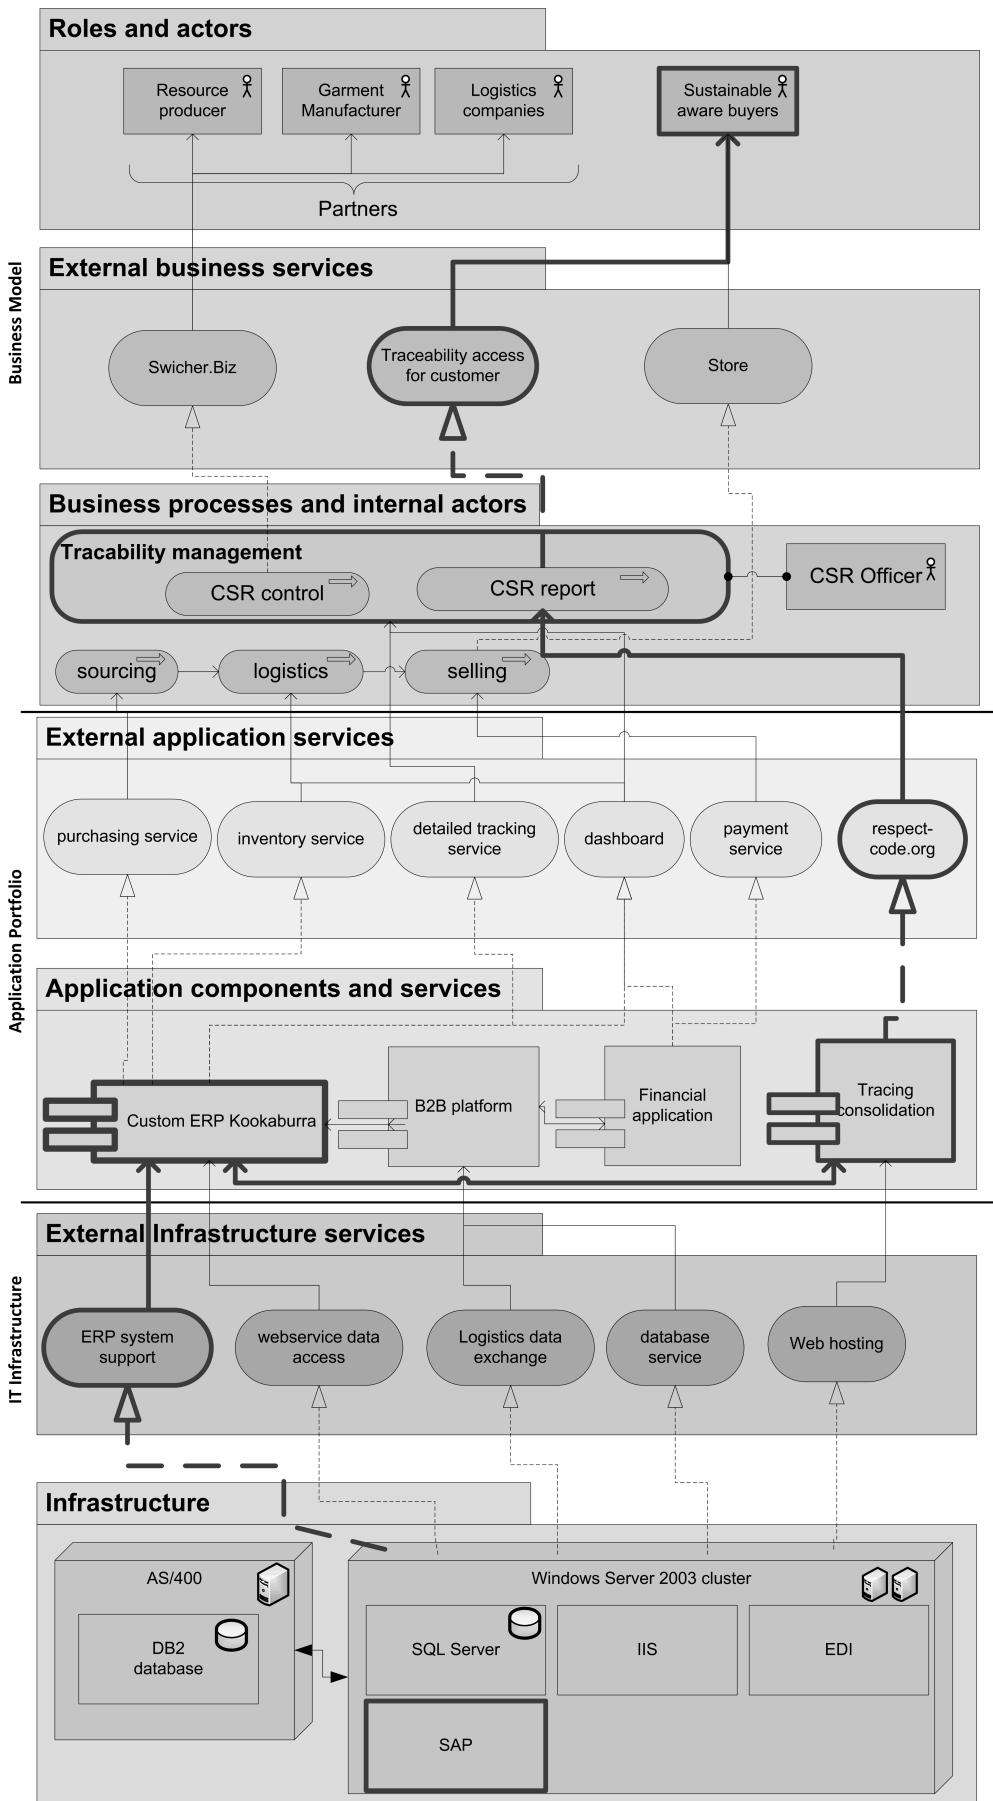 Roles and actors
Resource
producer
Garment
Manufacturer
Logistics
companies
Sustainable
aware buyers
Partners
Business Model
External business services
Swicher.Biz
Traceability access
for customer
Store
Business processes and internal actors
Tracability management
CSR control
CSR report
CSR Officer
sourcing
logistics
selling
Application Portfolio
External application services
purchasing service
inventory service
detailed tracking
service
dashboard
payment
service
respect-
code.org
Application components and services
Custom ERP Kookaburra
B2B platform
Financial
application
Tracing
consolidation
IT Infrastructure
External Infrastructure services
ERP system
support
webservice data
access
Logistics data
exchange
database
service
Web hosting
Infrastructure
AS/400
DB2
database
Windows Server 2003 cluster
SQL Server
IIS
EDI
SAP